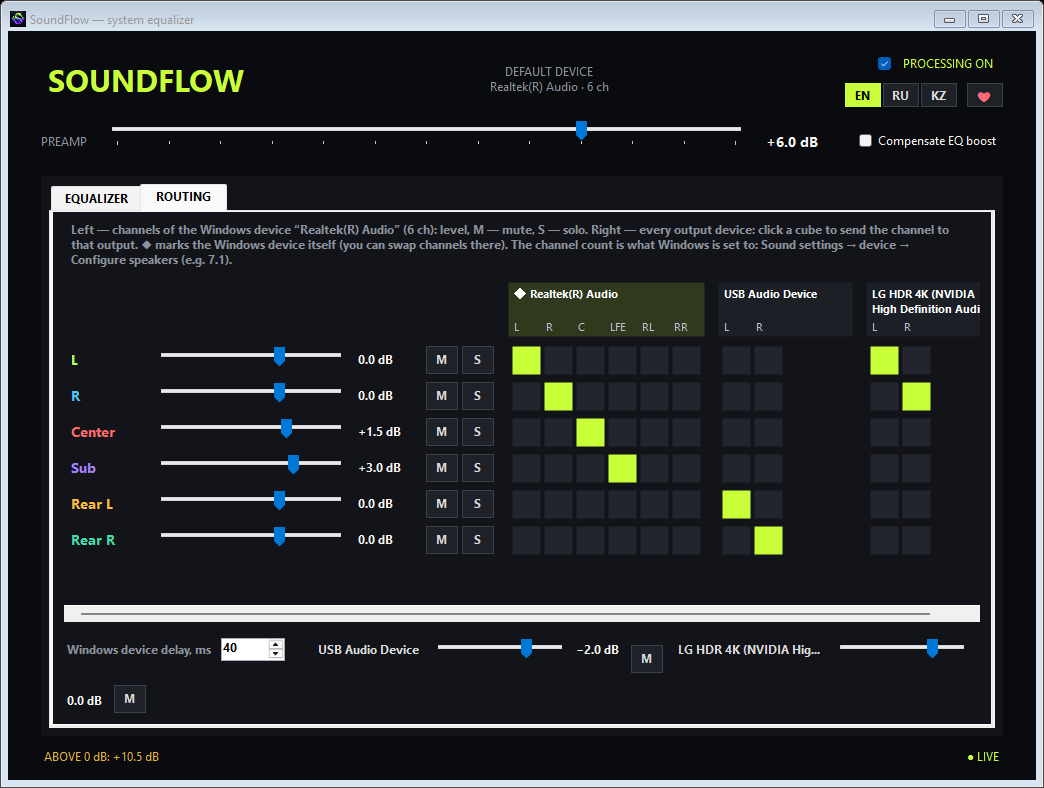 SoundFlow — system equalizer
SOUNDFLOW
DEFAULT DEVICE
Realtek(R) Audio · 6 ch
PROCESSING ON
EN RU KZ
PREAMP
+6.0 dB
Compensate EQ boost
EQUALIZER ROUTING
Left — channels of the Windows device “Realtek(R) Audio” (6 ch): level, M — mute, S — solo. Right — every output device: click a cube to send the channel to
that output. ◆ marks the Windows device itself (you can swap channels there). The channel count is what Windows is set to: Sound settings → device →
Configure speakers (e.g. 7.1).
◆ Realtek(R) Audio
L R C LFE RL RR
USB Audio Device
L R
LG HDR 4K (NVIDIA
High Definition Audi
L R
L 0.0 dB M S
R 0.0 dB M S
Center +1.5 dB M S
Sub +3.0 dB M S
Rear L 0.0 dB M S
Rear R 0.0 dB M S
Windows device delay, ms 40
USB Audio Device −2.0 dB M
LG HDR 4K (NVIDIA Hig...
0.0 dB M
ABOVE 0 dB: +10.5 dB
● LIVE